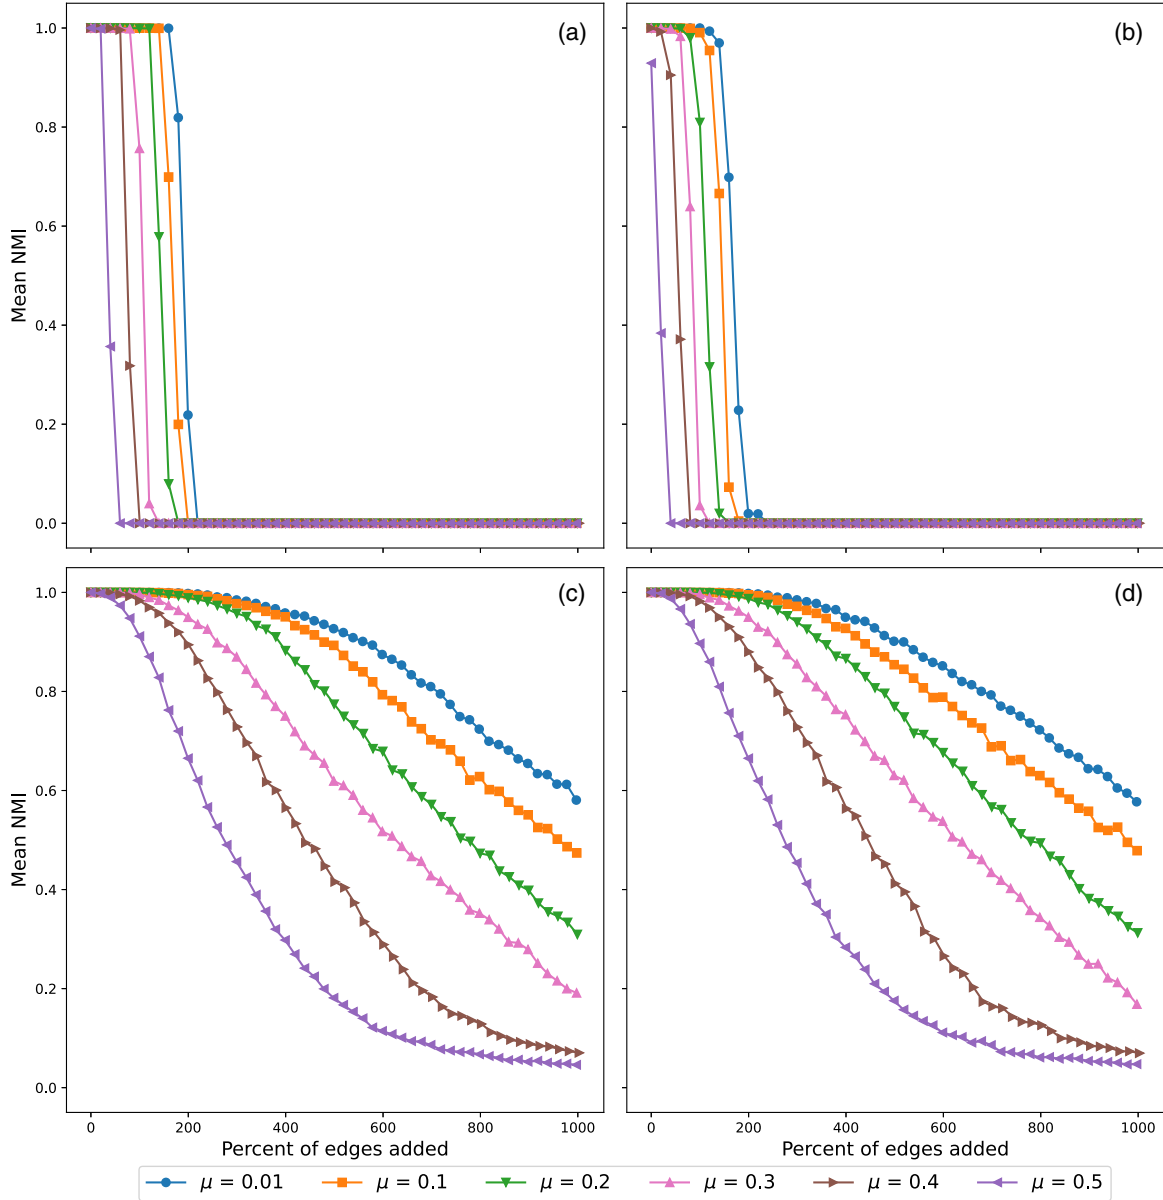 (a)
(b)
1.0
0.8
0.6
0.4
0.2
0.0
Mean NMI
(c)
(d)
1.0
0.8
0.6
0.4
0.2
0.0
Mean NMI
0 200 400 600 800 1000
0 200 400 600 800 1000
Percent of edges added
Percent of edges added
μ = 0.01 μ = 0.1 μ = 0.2 μ = 0.3 μ = 0.4 μ = 0.5